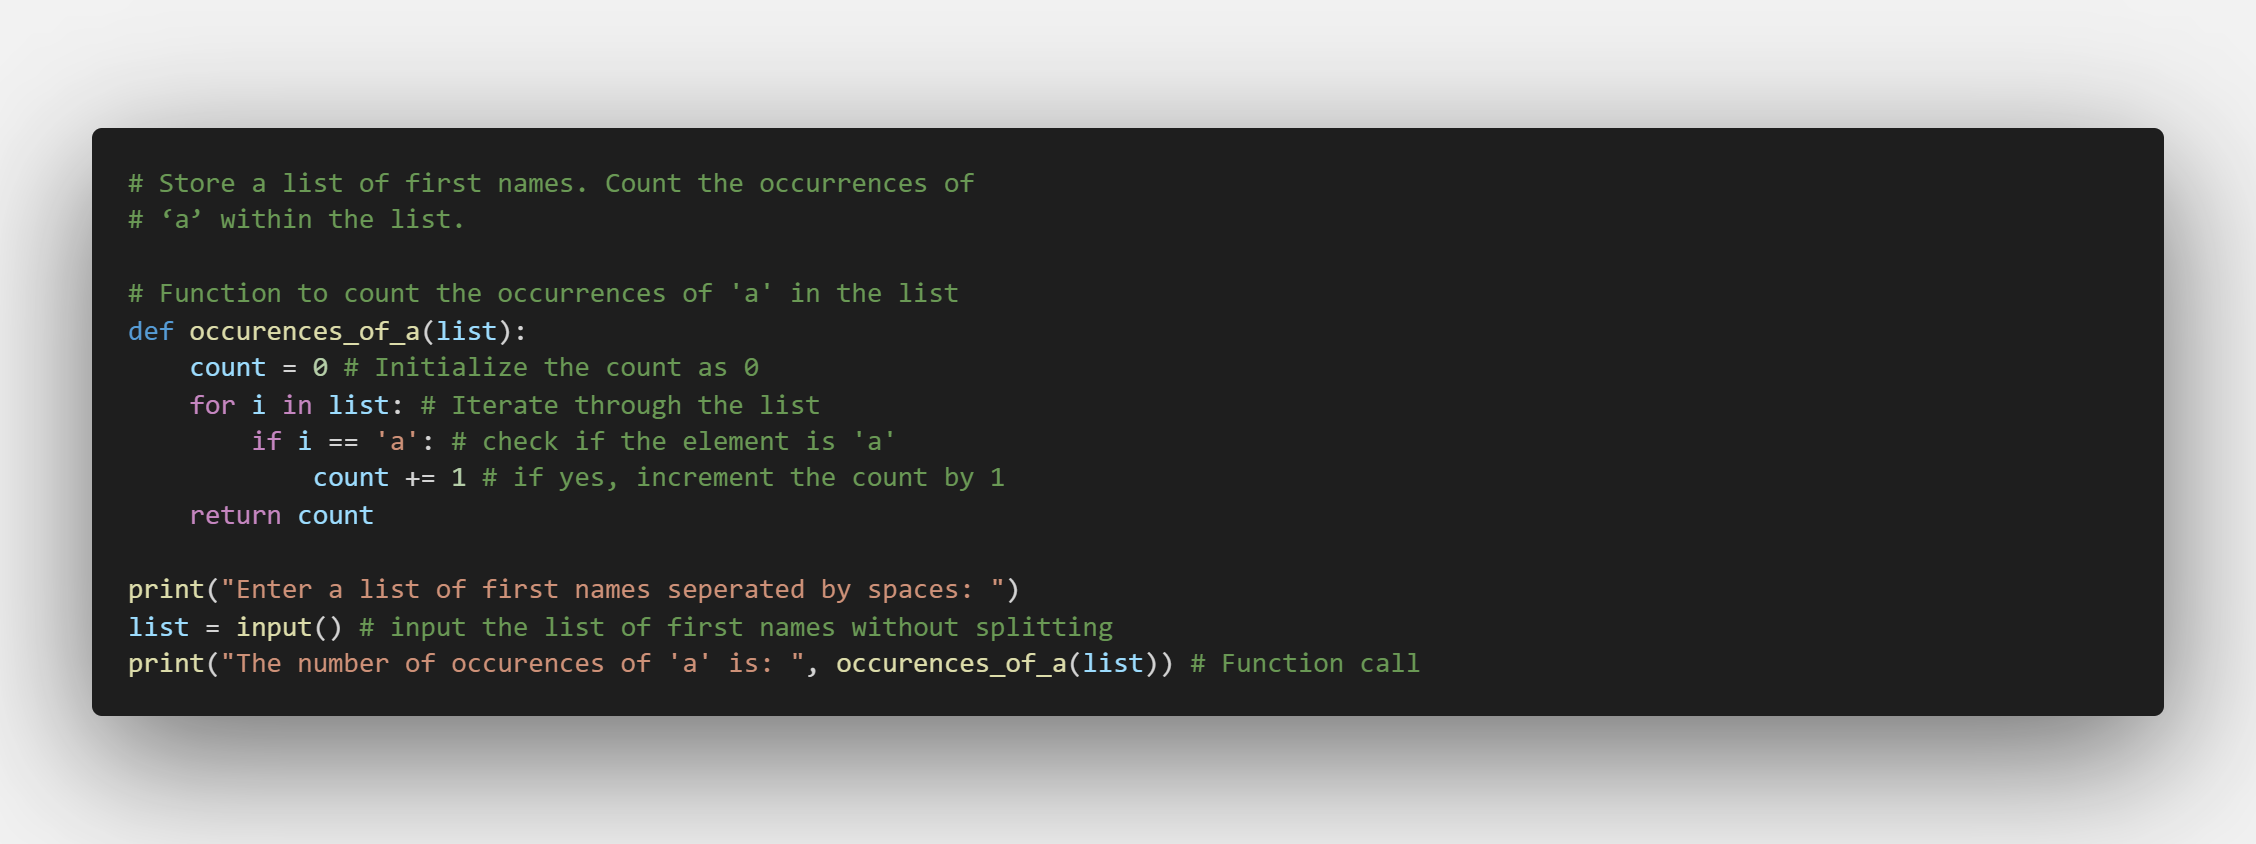 # Store a list of first names. Count the occurrences of
# ‘a’ within the list.
# Function to count the occurrences of 'a' in the list
def occurences_of_a(list):
    count = 0 # Initialize the count as 0
    for i in list: # Iterate through the list
        if i == 'a': # check if the element is 'a'
            count += 1 # if yes, increment the count by 1
    return count
print("Enter a list of first names seperated by spaces: ")
list = input() # input the list of first names without splitting
print("The number of occurences of 'a' is: ", occurences_of_a(list)) # Function call